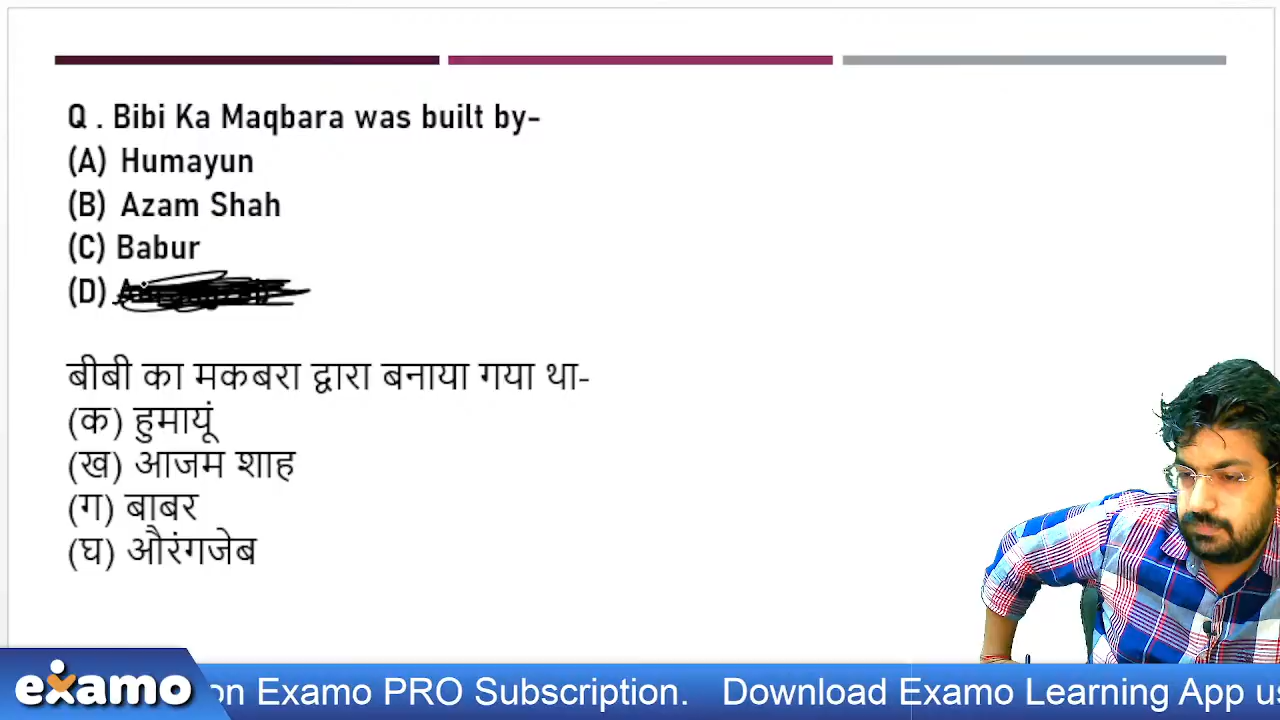 Q . Bibi Ka Maqbara was built by-
(A) Humayun
(B) Azam Shah
(C) Babur
(D)
बीबी का मकबरा द्वारा बनाया गया था-
(क) हुमायूं
(ख) आजम शाह
(ग) बाबर
(घ) औरंगजेब
examo
on Examo PRO Subscription. Download Examo Learning App